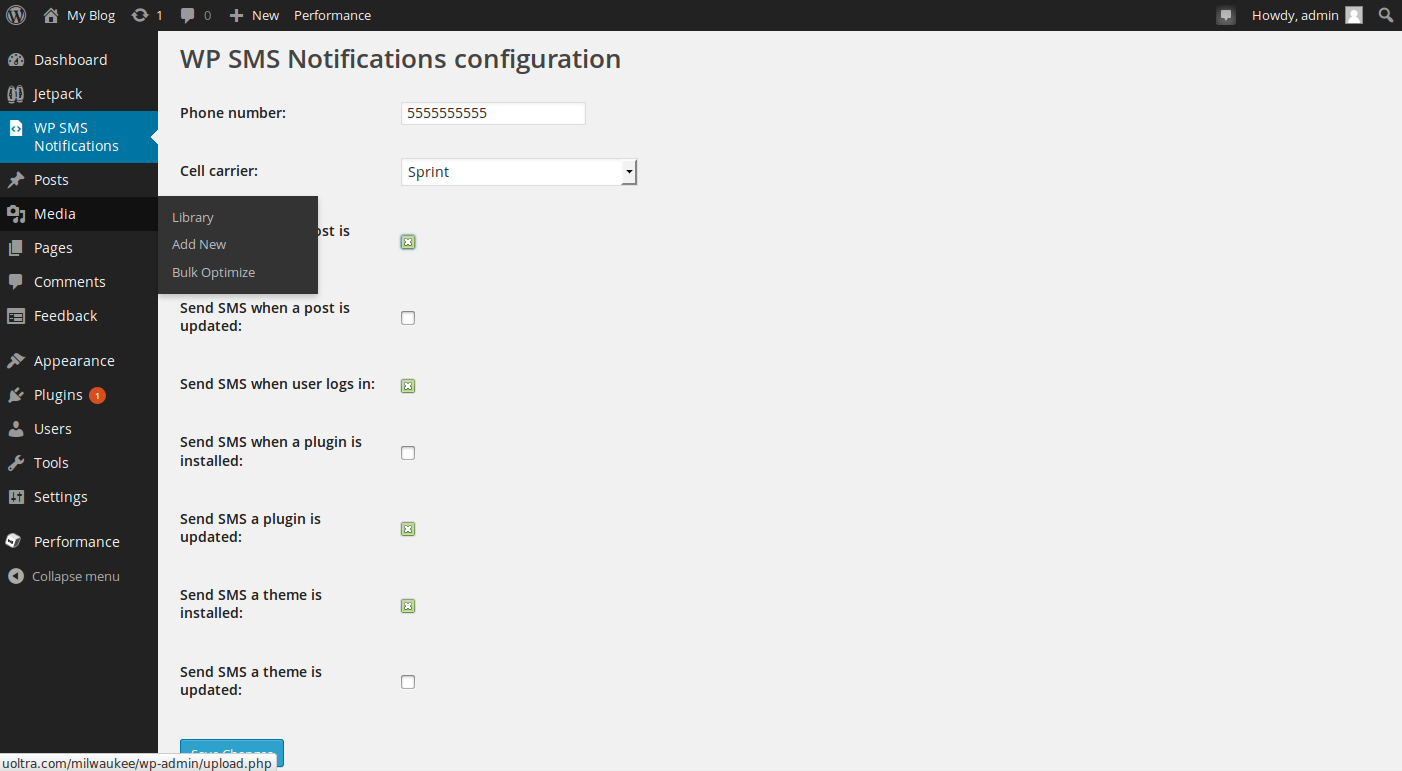 My Blog 1 0 New Performance Howdy, admin
Dashboard
Jetpack
WP SMS
Notifications
Posts
Media
Pages
Comments
Feedback
Appearance
Plugins 1
Users
Tools
Settings
Performance
Collapse menu
Library
Add New
Bulk Optimize
WP SMS Notifications configuration
Phone number: 5555555555
Cell carrier: Sprint
ost is
Send SMS when a post is
updated:
Send SMS when user logs in:
Send SMS when a plugin is
installed:
Send SMS a plugin is
updated:
Send SMS a theme is
installed:
Send SMS a theme is
updated:
Save Changes
uoltra.com/milwaukee/wp-admin/upload.php